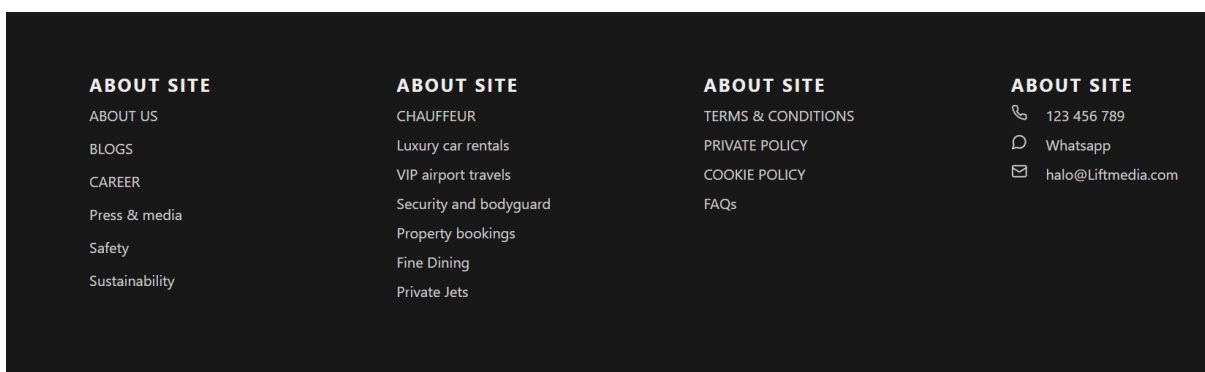 ABOUT SITE
ABOUT US
BLOGS
CAREER
Press & media
Safety
Sustainability
ABOUT SITE
CHAUFFEUR
Luxury car rentals
VIP airport travels
Security and bodyguard
Property bookings
Fine Dining
Private Jets
ABOUT SITE
TERMS & CONDITIONS
PRIVATE POLICY
COOKIE POLICY
FAQs
ABOUT SITE
123 456 789
Whatsapp
halo@Liftmedia.com